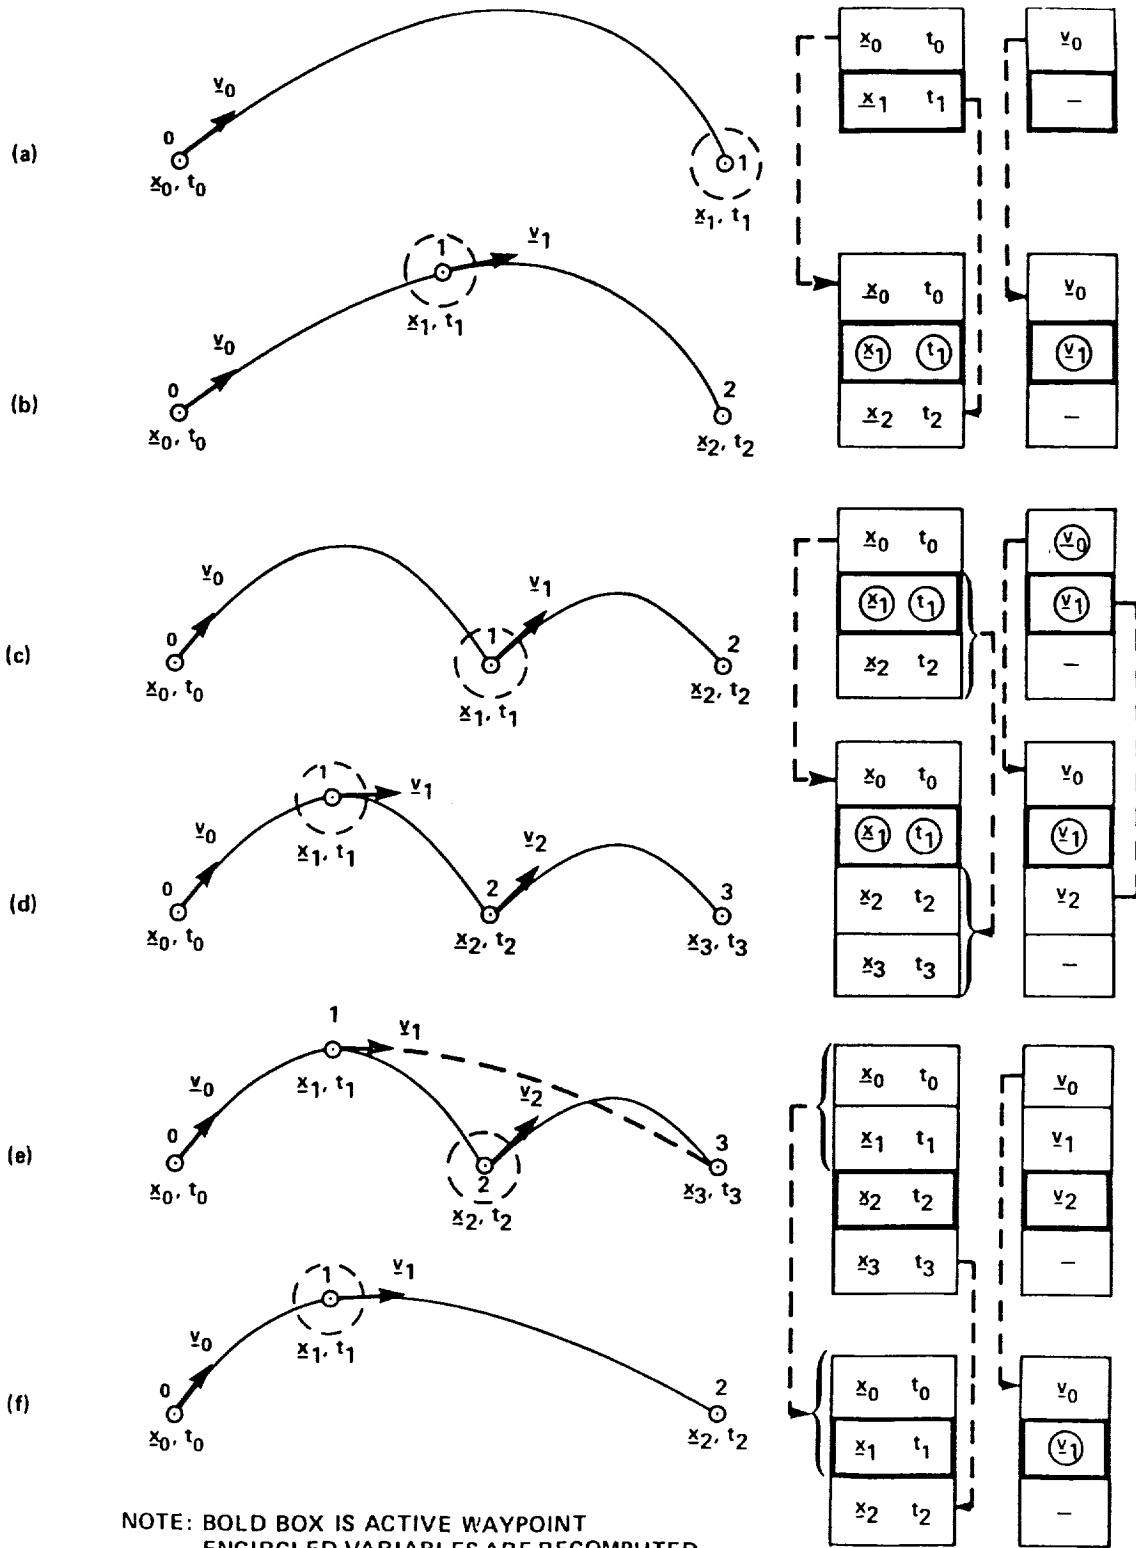 (a)
v0
0
x0, t0
1
x1, t1
x0 t0
x1 t1
v0
–
(b)
v0
0
x0, t0
1
v1
x1, t1
2
x2, t2
x0 t0
x1 t1
x2 t2
v0
v1
–
(c)
v0
0
x0, t0
v1
1
x1, t1
2
x2, t2
x0 t0
x1 t1
x2 t2
v0
v1
–
(d)
v0
0
x0, t0
1
v1
x1, t1
v2
2
x2, t2
3
x3, t3
x0 t0
x1 t1
x2 t2
x3 t3
v0
v1
v2
–
(e)
v0
0
x0, t0
1
v1
x1, t1
v2
2
x2, t2
3
x3, t3
x0 t0
x1 t1
x2 t2
x3 t3
v0
v1
v2
–
(f)
v0
0
x0, t0
1
v1
x1, t1
2
x2, t2
x0 t0
x1 t1
x2 t2
v0
v1
–
NOTE: BOLD BOX IS ACTIVE WAYPOINT
ENCIRCLED VARIABLES ARE RECOMPUTED